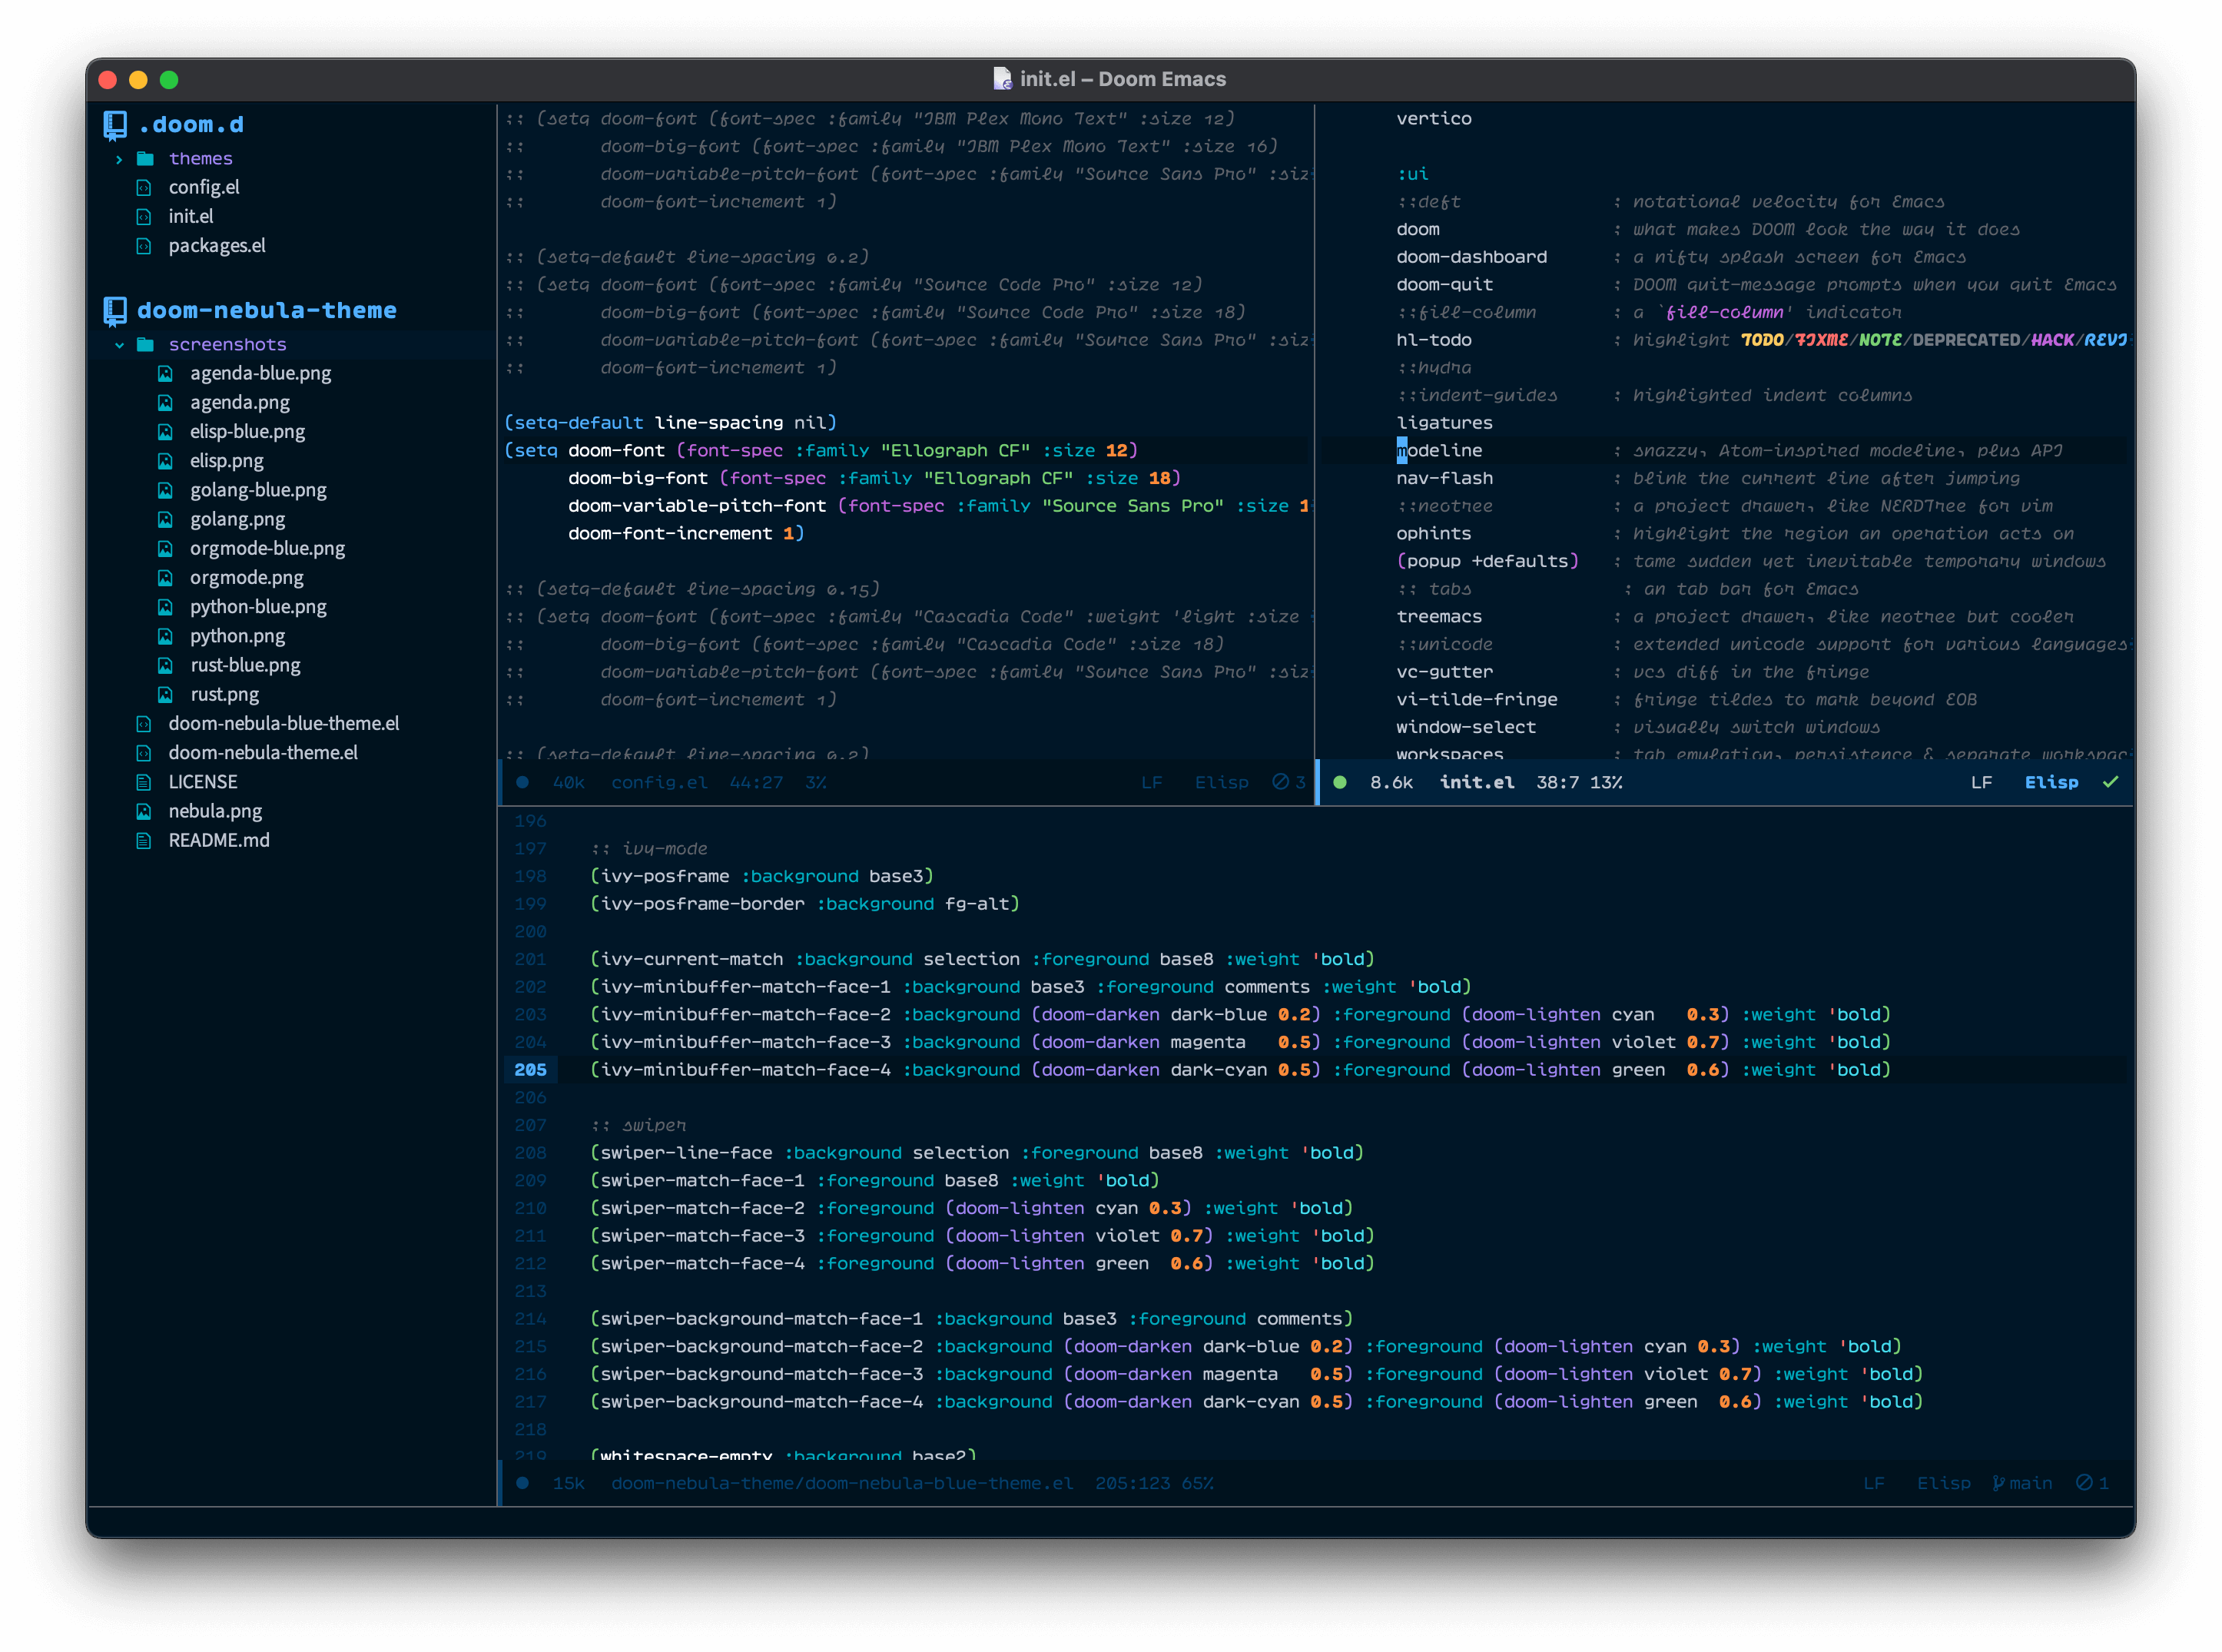 init.el – Doom Emacs
.doom.d
themes
config.el
init.el
packages.el
doom-nebula-theme
screenshots
agenda-blue.png
agenda.png
elisp-blue.png
elisp.png
golang-blue.png
golang.png
orgmode-blue.png
orgmode.png
python-blue.png
python.png
rust-blue.png
rust.png
doom-nebula-blue-theme.el
doom-nebula-theme.el
LICENSE
nebula.png
README.md
;; (setq doom-font (font-spec :family "IBM Plex Mono Text" :size 12)
;;       doom-big-font (font-spec :family "IBM Plex Mono Text" :size 16)
;;       doom-variable-pitch-font (font-spec :family "Source Sans Pro" :siz
;;       doom-font-increment 1)
;; (setq-default line-spacing 0.2)
;; (setq doom-font (font-spec :family "Source Code Pro" :size 12)
;;       doom-big-font (font-spec :family "Source Code Pro" :size 18)
;;       doom-variable-pitch-font (font-spec :family "Source Sans Pro" :siz
;;       doom-font-increment 1)
(setq-default line-spacing nil)
(setq doom-font (font-spec :family "Ellograph CF" :size 12)
      doom-big-font (font-spec :family "Ellograph CF" :size 18)
      doom-variable-pitch-font (font-spec :family "Source Sans Pro" :size 1
      doom-font-increment 1)
;; (setq-default line-spacing 0.15)
;; (setq doom-font (font-spec :family "Cascadia Code" :weight 'light :size
;;       doom-big-font (font-spec :family "Cascadia Code" :size 18)
;;       doom-variable-pitch-font (font-spec :family "Source Sans Pro" :siz
;;       doom-font-increment 1)
;; (setq-default line-spacing 0.2)
40k config.el 44:27 3% LF Elisp 3
vertico
:ui
;;deft ; notational velocity for Emacs
doom ; what makes DOOM look the way it does
doom-dashboard ; a nifty splash screen for Emacs
doom-quit ; DOOM quit-message prompts when you quit Emacs
;;fill-column ; a `fill-column' indicator
hl-todo ; highlight TODO/FIXME/NOTE/DEPRECATED/HACK/REVI
;;hydra
;;indent-guides ; highlighted indent columns
ligatures
modeline ; snazzy, Atom-inspired modeline, plus API
nav-flash ; blink the current line after jumping
;;neotree ; a project drawer, like NERDTree for vim
ophints ; highlight the region an operation acts on
(popup +defaults) ; tame sudden yet inevitable temporary windows
;; tabs ; an tab bar for Emacs
treemacs ; a project drawer, like neotree but cooler
;;unicode ; extended unicode support for various languages
vc-gutter ; vcs diff in the fringe
vi-tilde-fringe ; fringe tildes to mark beyond EOB
window-select ; visually switch windows
workspaces ; tab emulation, persistence & separate workspac
8.6k init.el 38:7 13% LF Elisp ✓
196
197 ;; ivy-mode
198 (ivy-posframe :background base3)
199 (ivy-posframe-border :background fg-alt)
200
201 (ivy-current-match :background selection :foreground base8 :weight 'bold)
202 (ivy-minibuffer-match-face-1 :background base3 :foreground comments :weight 'bold)
203 (ivy-minibuffer-match-face-2 :background (doom-darken dark-blue 0.2) :foreground (doom-lighten cyan   0.3) :weight 'bold)
204 (ivy-minibuffer-match-face-3 :background (doom-darken magenta   0.5) :foreground (doom-lighten violet 0.7) :weight 'bold)
205 (ivy-minibuffer-match-face-4 :background (doom-darken dark-cyan 0.5) :foreground (doom-lighten green  0.6) :weight 'bold)
206
207 ;; swiper
208 (swiper-line-face :background selection :foreground base8 :weight 'bold)
209 (swiper-match-face-1 :foreground base8 :weight 'bold)
210 (swiper-match-face-2 :foreground (doom-lighten cyan 0.3) :weight 'bold)
211 (swiper-match-face-3 :foreground (doom-lighten violet 0.7) :weight 'bold)
212 (swiper-match-face-4 :foreground (doom-lighten green  0.6) :weight 'bold)
213
214 (swiper-background-match-face-1 :background base3 :foreground comments)
215 (swiper-background-match-face-2 :background (doom-darken dark-blue 0.2) :foreground (doom-lighten cyan 0.3) :weight 'bold)
216 (swiper-background-match-face-3 :background (doom-darken magenta   0.5) :foreground (doom-lighten violet 0.7) :weight 'bold)
217 (swiper-background-match-face-4 :background (doom-darken dark-cyan 0.5) :foreground (doom-lighten green  0.6) :weight 'bold)
218
219 (whitespace-empty :background base2)
15k doom-nebula-theme/doom-nebula-blue-theme.el 205:123 65% LF Elisp main 1